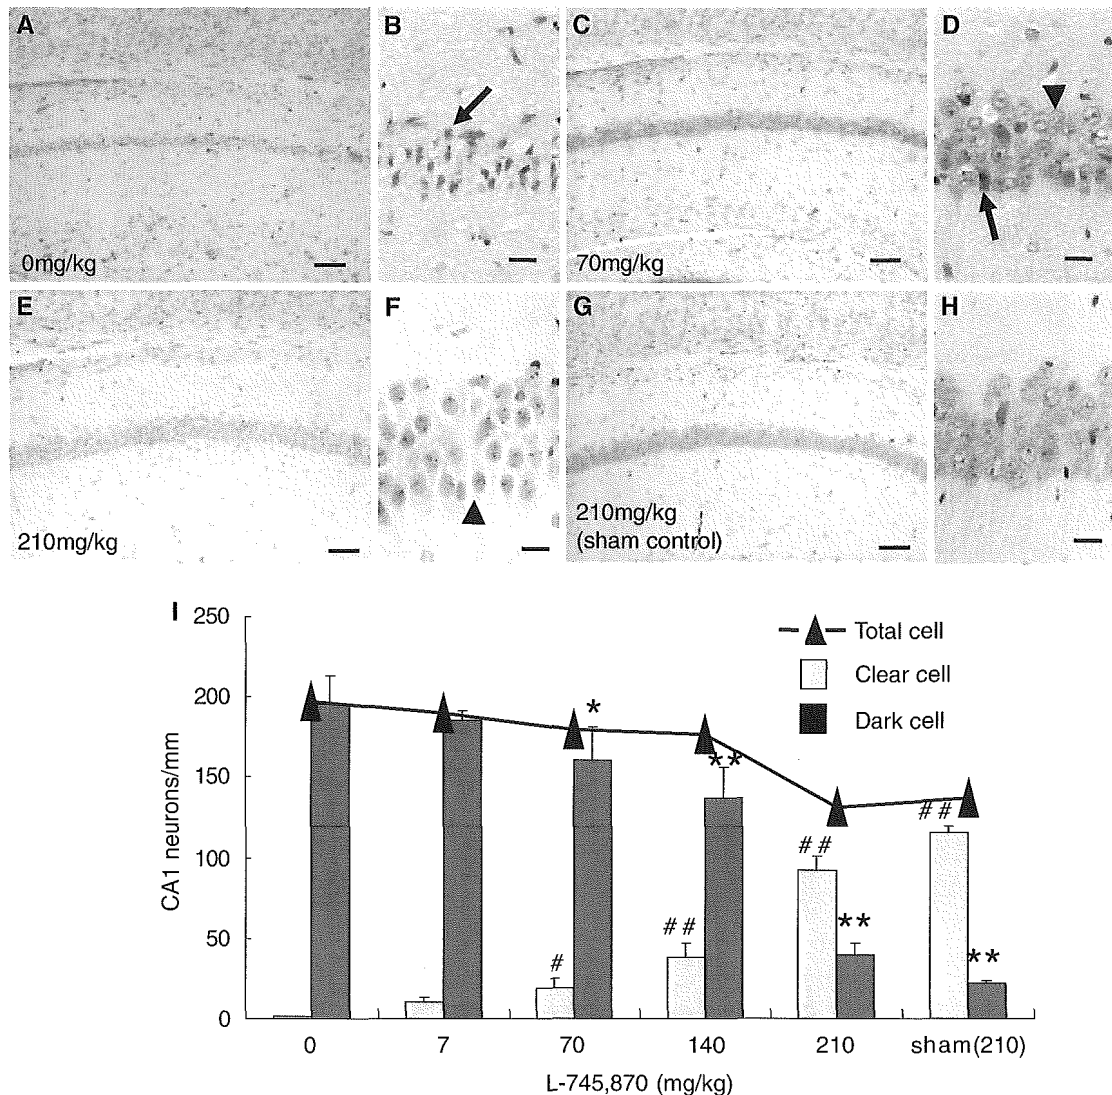 A
B
C
D
0mg/kg
70mg/kg
E
F
G
H
210mg/kg
210mg/kg
(sham control)
I
250
200
150
100
50
0
CA1 neurons/mm
Total cell
Clear cell
Dark cell
*
**
##
##
##
#
**
**
0 7 70 140 210 sham(210)
L-745,870 (mg/kg)